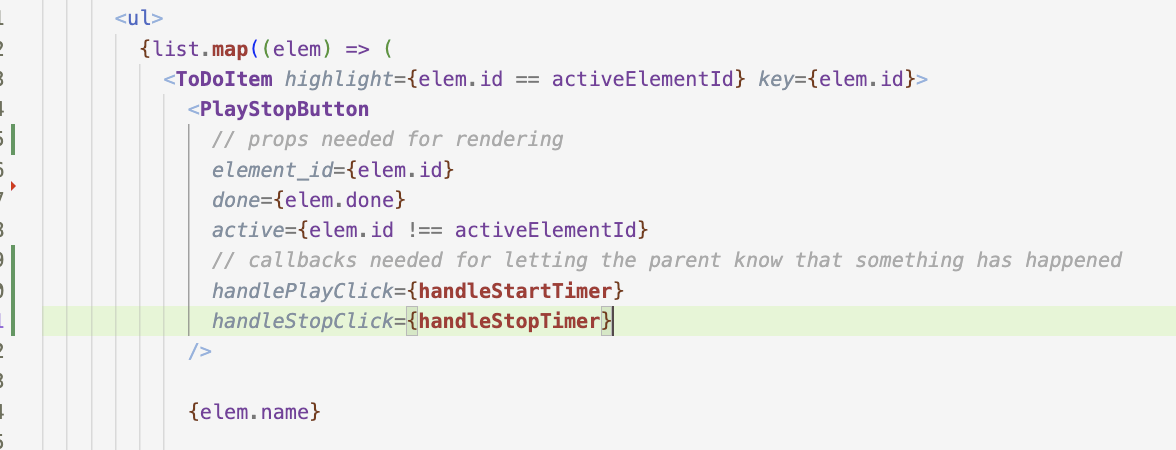 <ul>
{list.map((elem) => (
<ToDoItem highlight={elem.id == activeElementId} key={elem.id}>
<PlayStopButton
// props needed for rendering
element_id={elem.id}
done={elem.done}
active={elem.id !== activeElementId}
// callbacks needed for letting the parent know that something has happened
handlePlayClick={handleStartTimer}
handleStopClick={handleStopTimer}
/>
{elem.name}